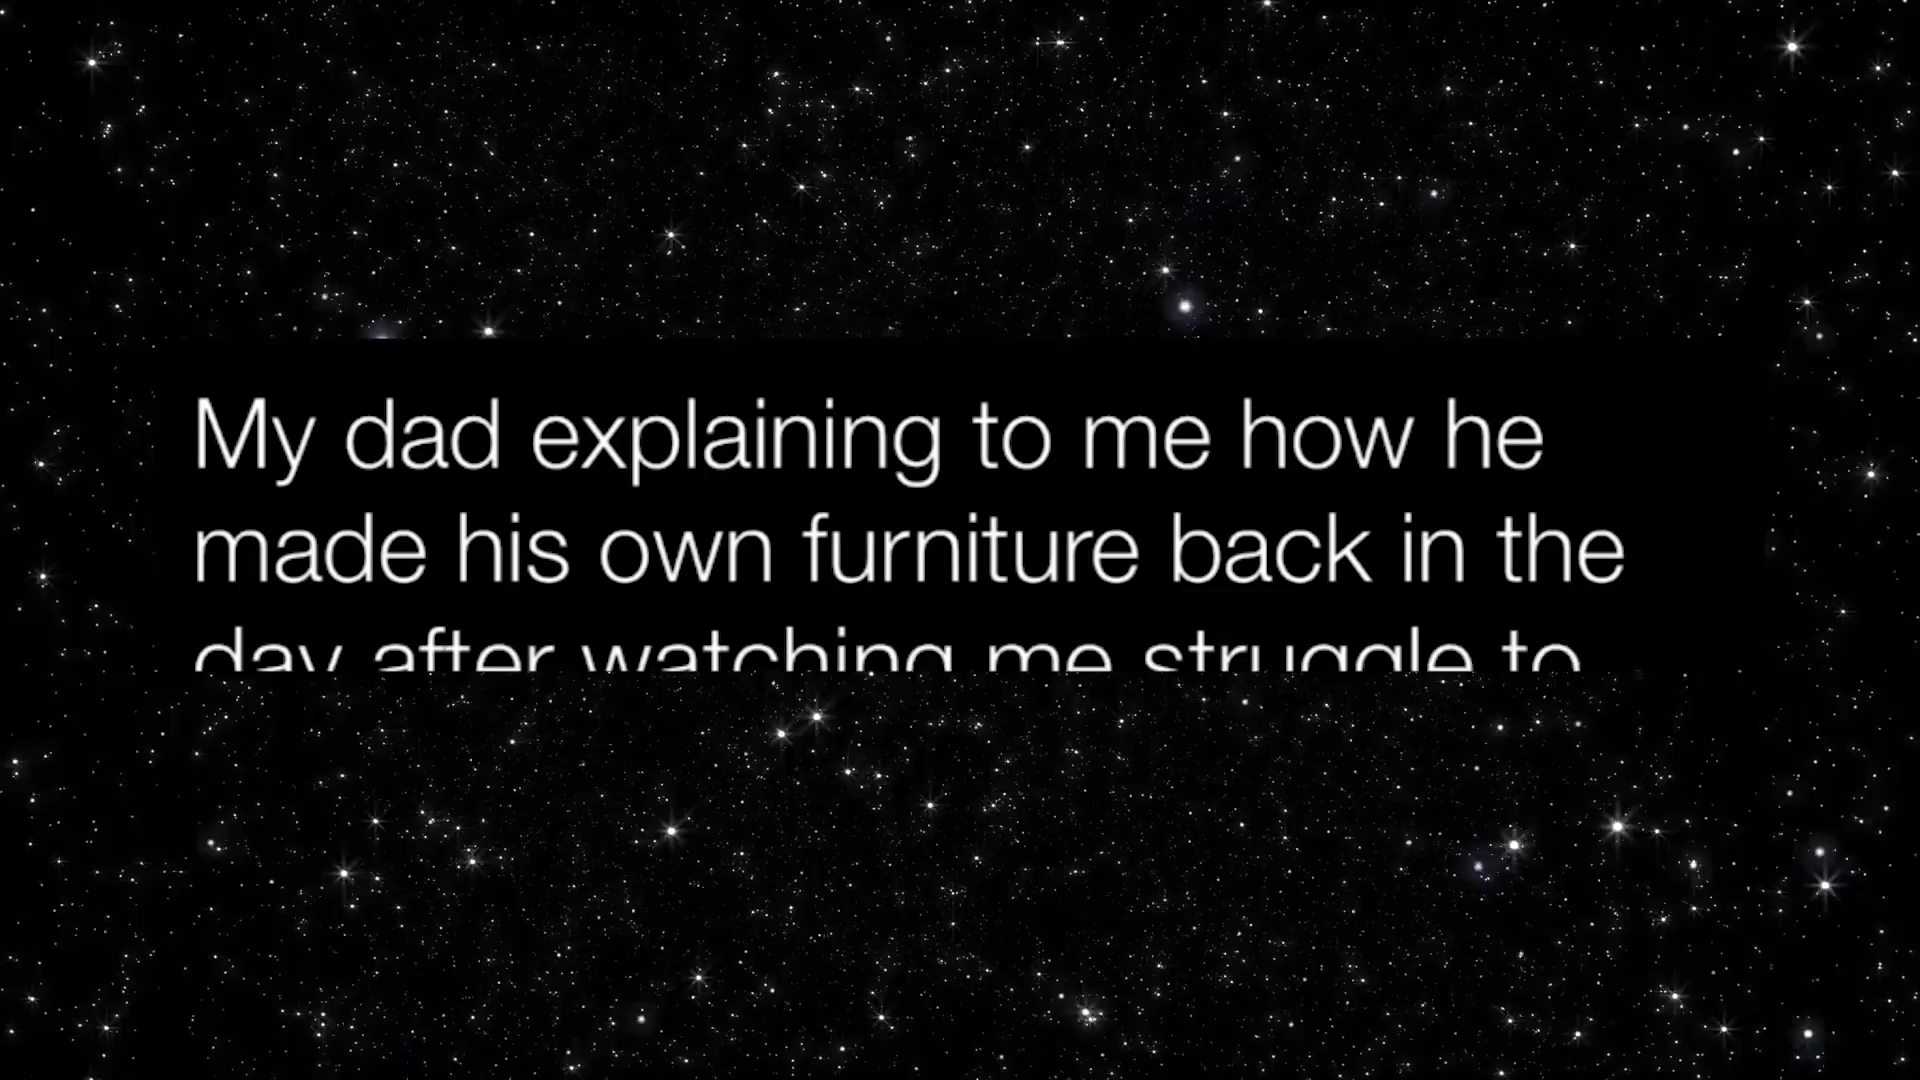 My dad explaining to me how he
made his own furniture back in the
day after watching me struggle to